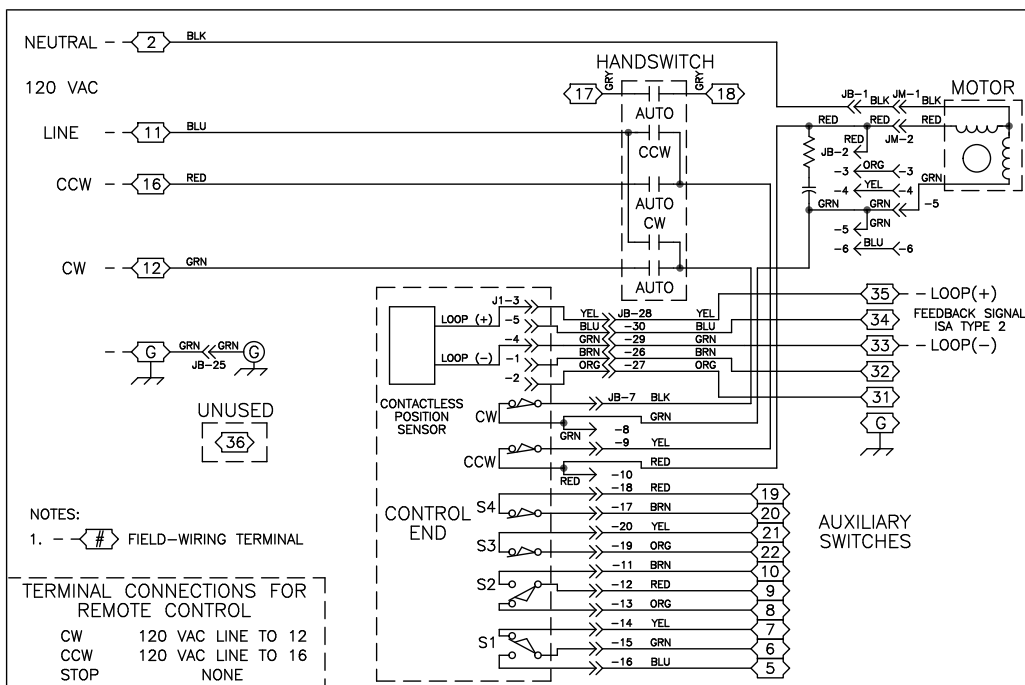 NEUTRAL 2 BLK
120 VAC
LINE 11 BLU
CCW 16 RED
CW 12 GRN
G GRN GRN G
JB-25
UNUSED
36
HANDSWITCH
17 GRY GRY 18
AUTO
CCW
AUTO
CW
AUTO
MOTOR
JB-1 BLK JM-1 BLK
RED RED RED
JM-2
RED
JB-2
-3 ORG -3
-4 YEL -4
GRN
GRN GRN -5
-5 GRN
-6 BLU -6
J1-3 YEL JB-28 YEL 35 - LOOP(+)
LOOP (+) -5 BLU -30 BLU 34 FEEDBACK SIGNAL
ISA TYPE 2
-4 GRN -29 GRN 33 - LOOP(-)
LOOP (-) -1 BRN -26 BRN 32
-2 ORG -27 ORG 31
G
CONTACTLESS
POSITION
SENSOR
CW JB-7 BLK
GRN
GRN -8
CCW -9 YEL
RED
RED -10
CONTROL
END
S4 -18 RED 19
-17 BRN 20
S3 -20 YEL 21
-19 ORG 22
S2 -11 BRN 10
-12 RED 9
-13 ORG 8
S1 -14 YEL 7
-15 GRN 6
-16 BLU 5
AUXILIARY
SWITCHES
NOTES:
1. - - # FIELD-WIRING TERMINAL
TERMINAL CONNECTIONS FOR
REMOTE CONTROL
CW 120 VAC LINE TO 12
CCW 120 VAC LINE TO 16
STOP NONE